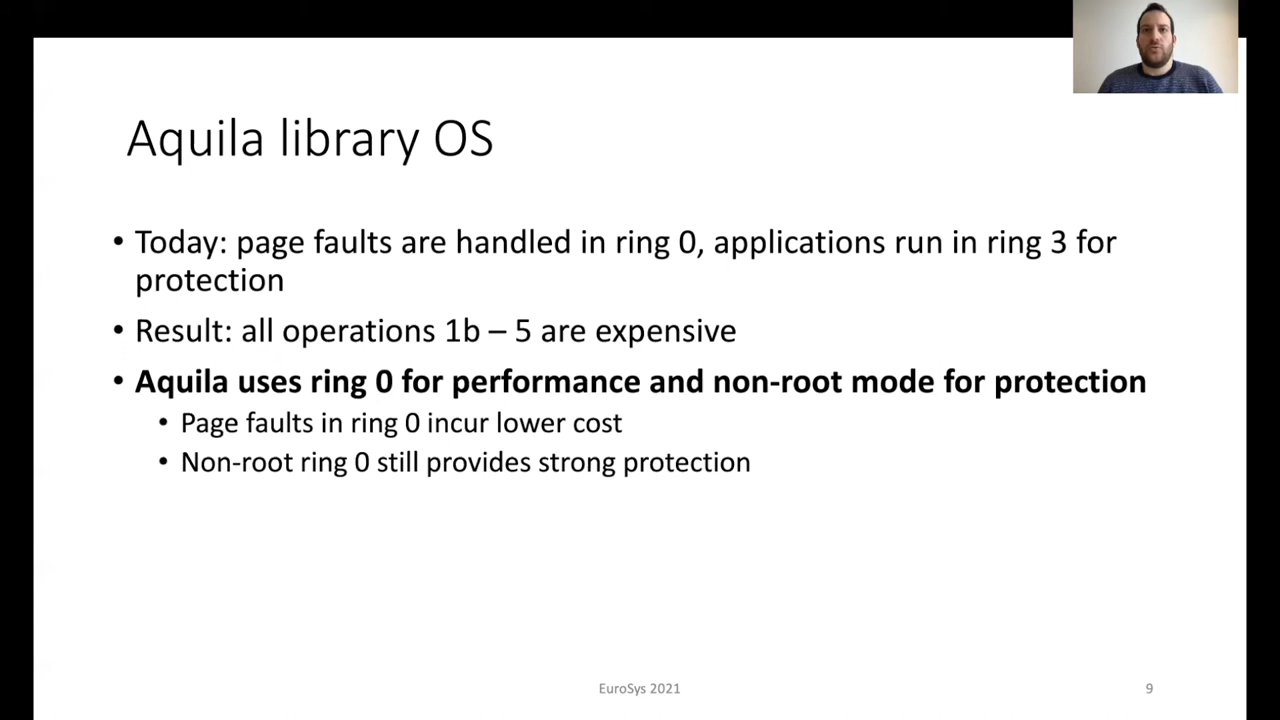 Aquila library OS
• Today: page faults are handled in ring 0, applications run in ring 3 for
protection
• Result: all operations 1b – 5 are expensive
• Aquila uses ring 0 for performance and non-root mode for protection
• Page faults in ring 0 incur lower cost
• Non-root ring 0 still provides strong protection
EuroSys 2021
9